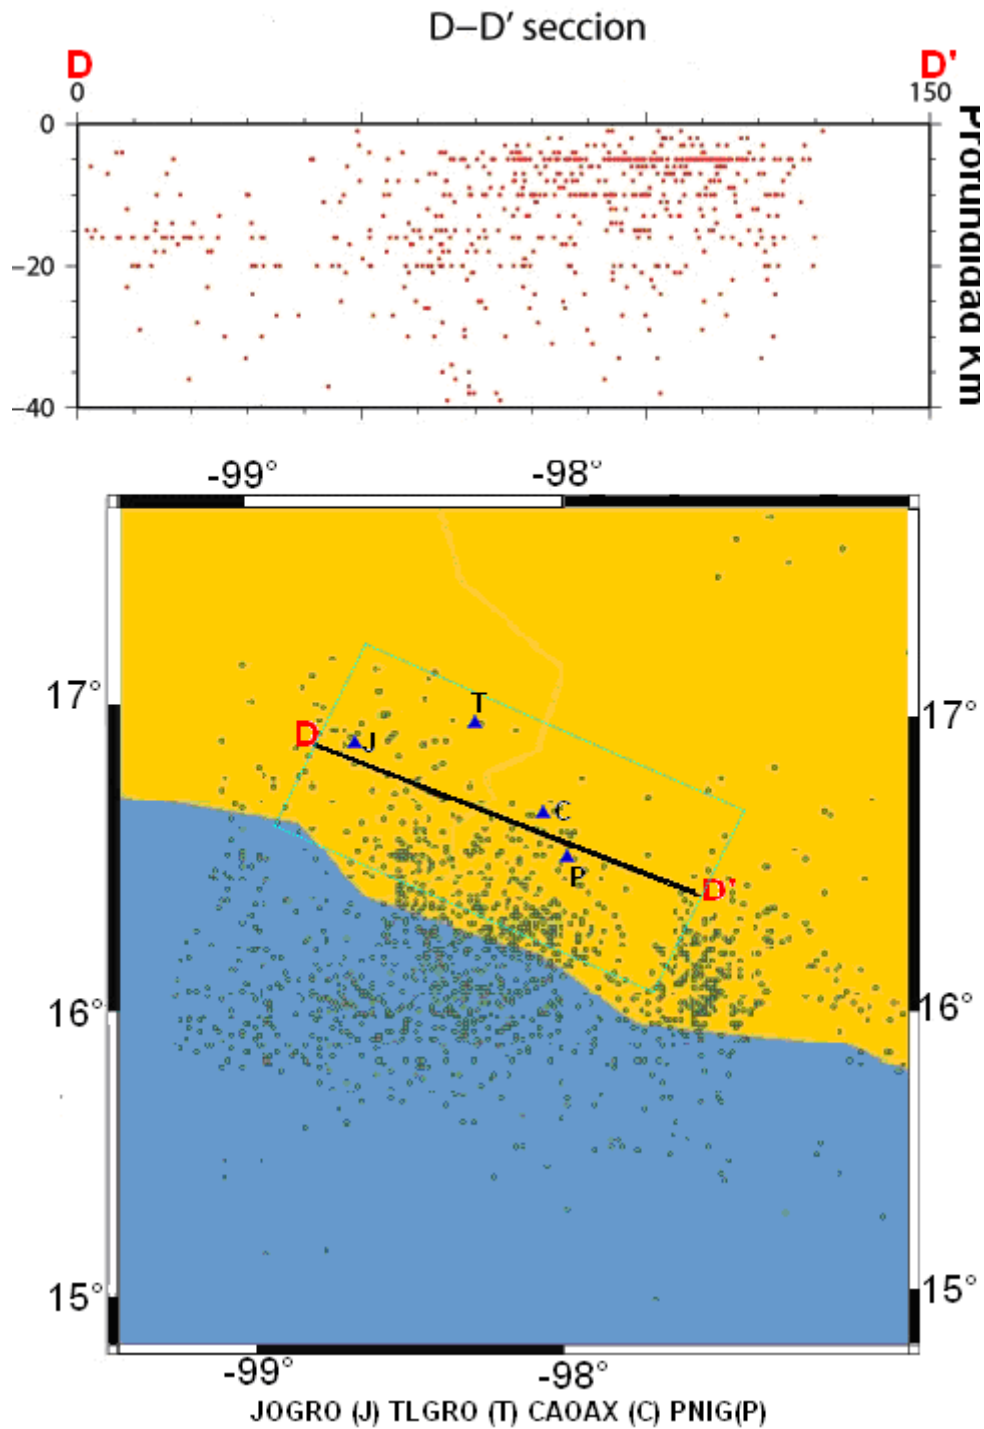 D–D' seccion
D D'
0 150
0
−20
−40
Profundidad Km
-99° -98°
T
D J
C
P
D'
17° 17°
16° 16°
15° 15°
-99° -98°
JOGRO (J) TLGRO (T) CAOAX (C) PNIG(P)